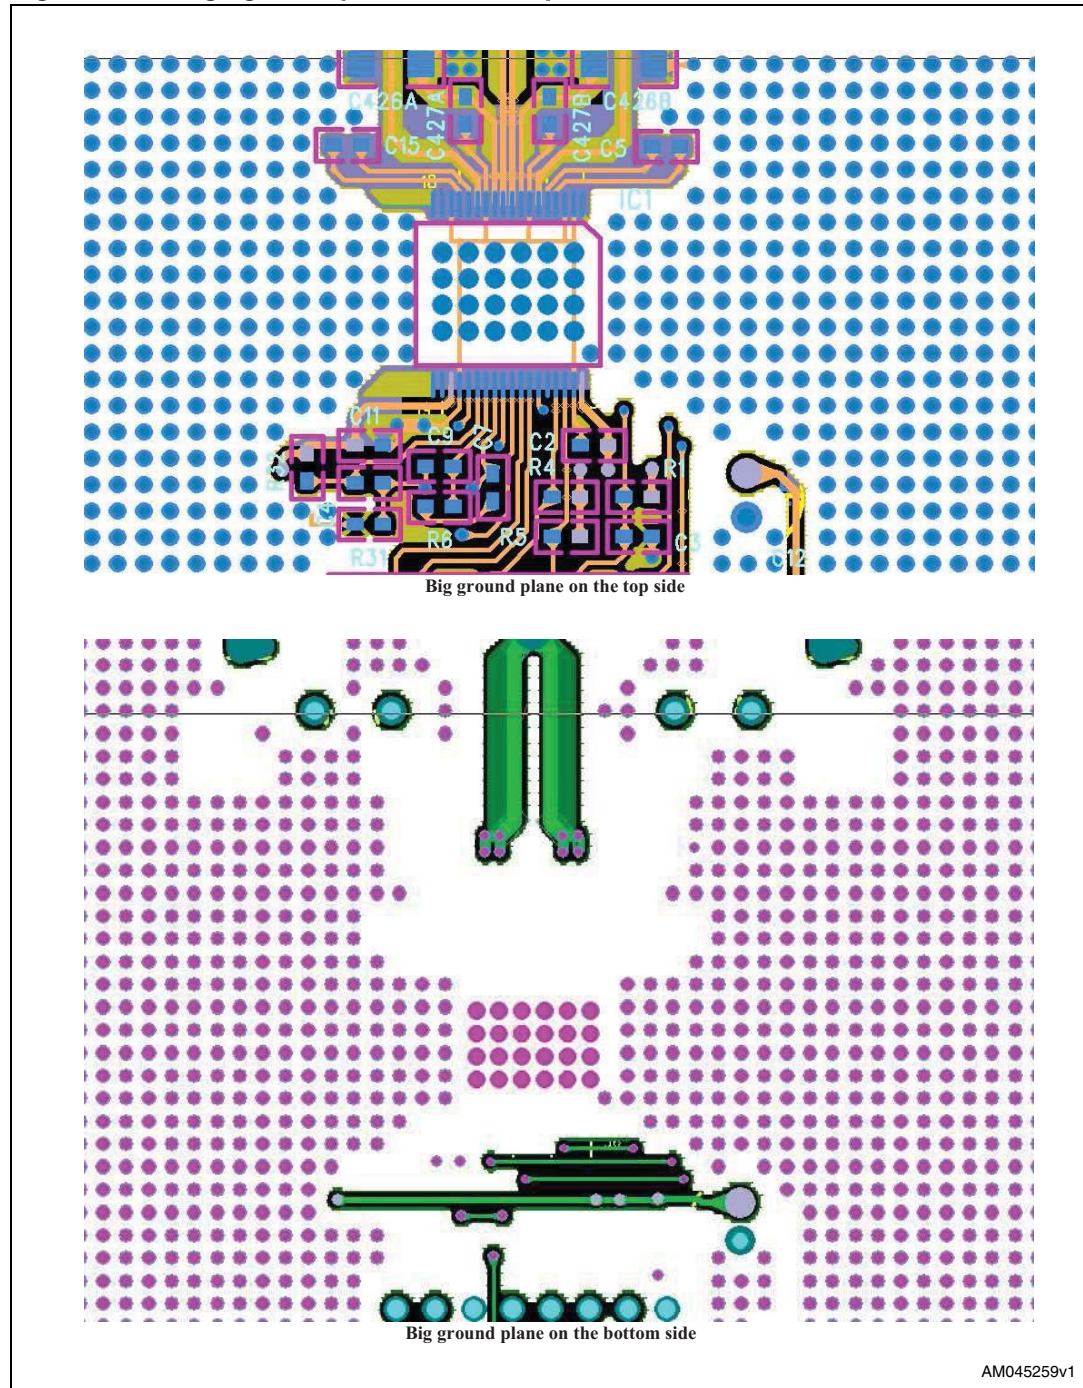 C426A
C427A
C427B
C426B
C15
C5
IC1
C11
C9
C2
R4
R1
R6
R5
C3
R31
Big ground plane on the top side
Big ground plane on the bottom side
AM045259v1